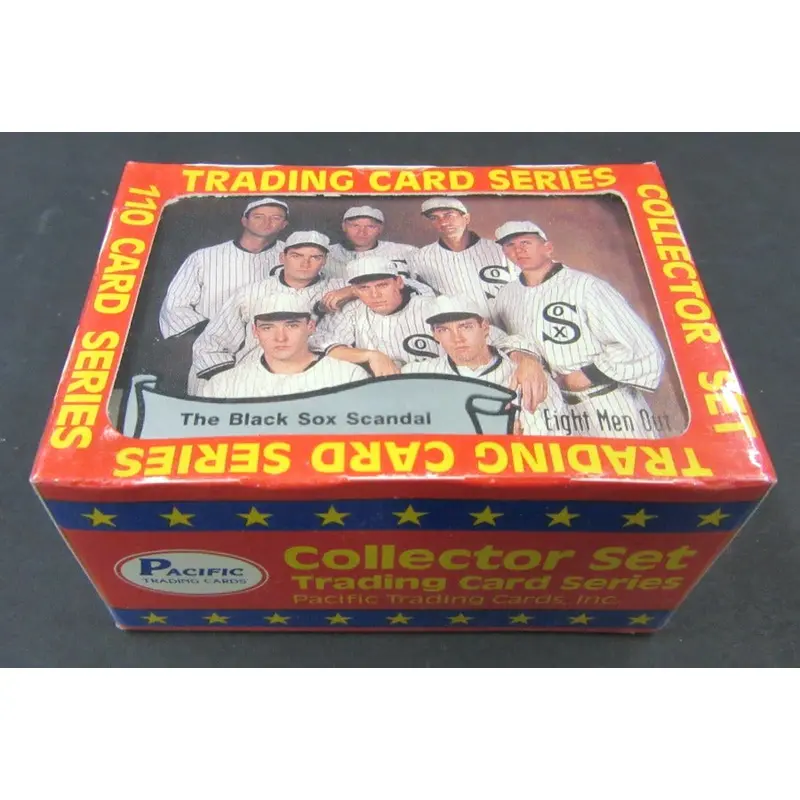 TRADING CARD SERIES
110 CARD SERIES
COLLECTOR SET
SOX
The Black Sox Scandal
Eight Men Out
TRADING CARD SERIES
PACIFIC
TRADING CARDS
Collector Set
Trading Card Series
Pacific Trading Cards, Inc.